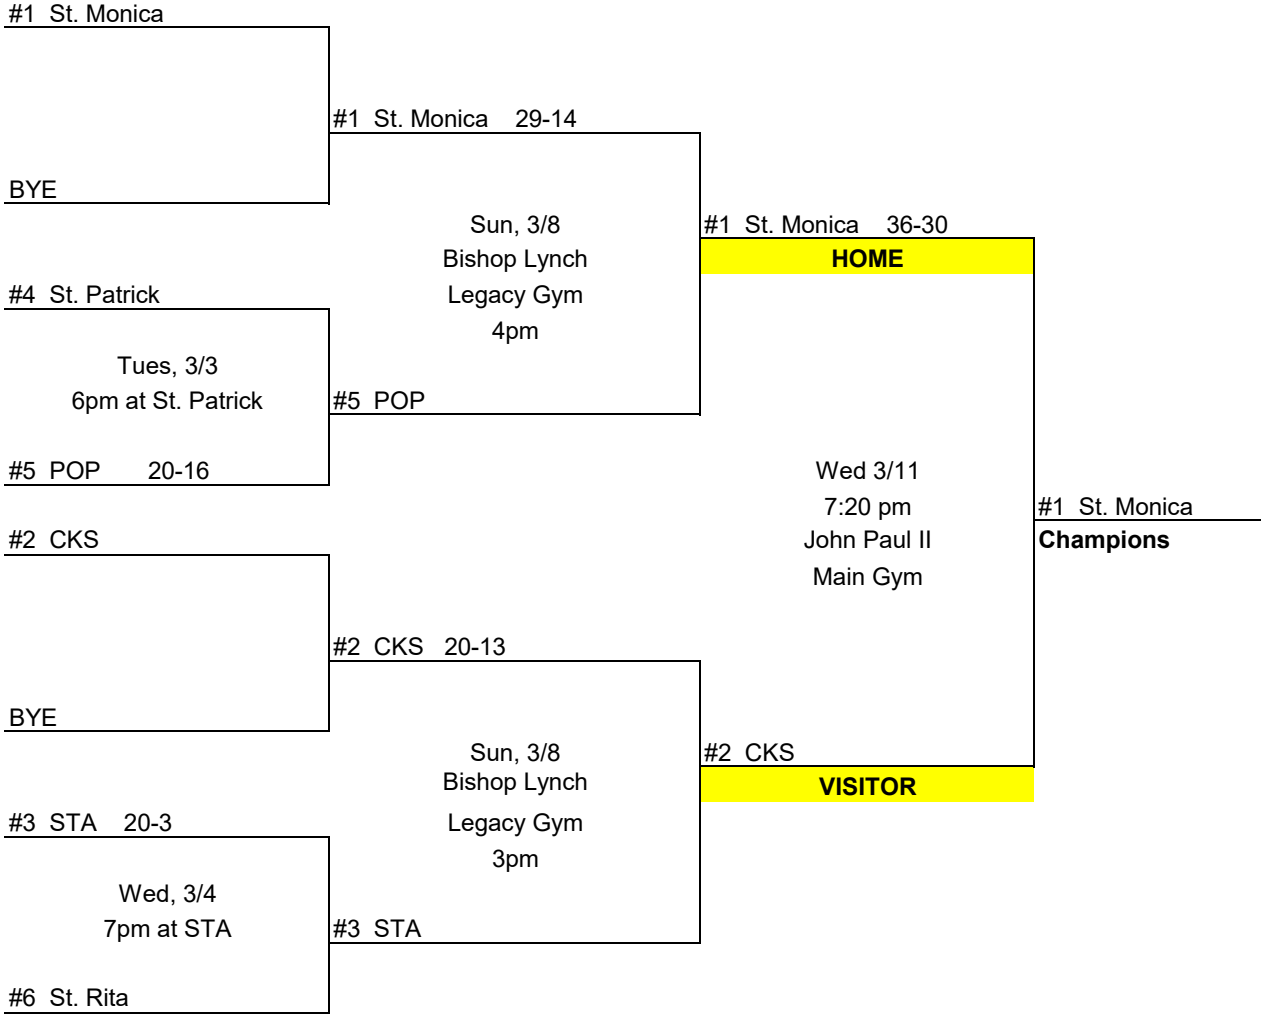 #1 St. Monica
#1 St. Monica 29-14
BYE
Sun, 3/8
Bishop Lynch
Legacy Gym
4pm
#1 St. Monica 36-30
HOME
#4 St. Patrick
Tues, 3/3
6pm at St. Patrick
#5 POP
#5 POP 20-16
Wed 3/11
7:20 pm
John Paul II
Main Gym
#1 St. Monica
Champions
#2 CKS
#2 CKS 20-13
BYE
Sun, 3/8
Bishop Lynch
Legacy Gym
3pm
#2 CKS
VISITOR
#3 STA 20-3
Wed, 3/4
7pm at STA
#3 STA
#6 St. Rita